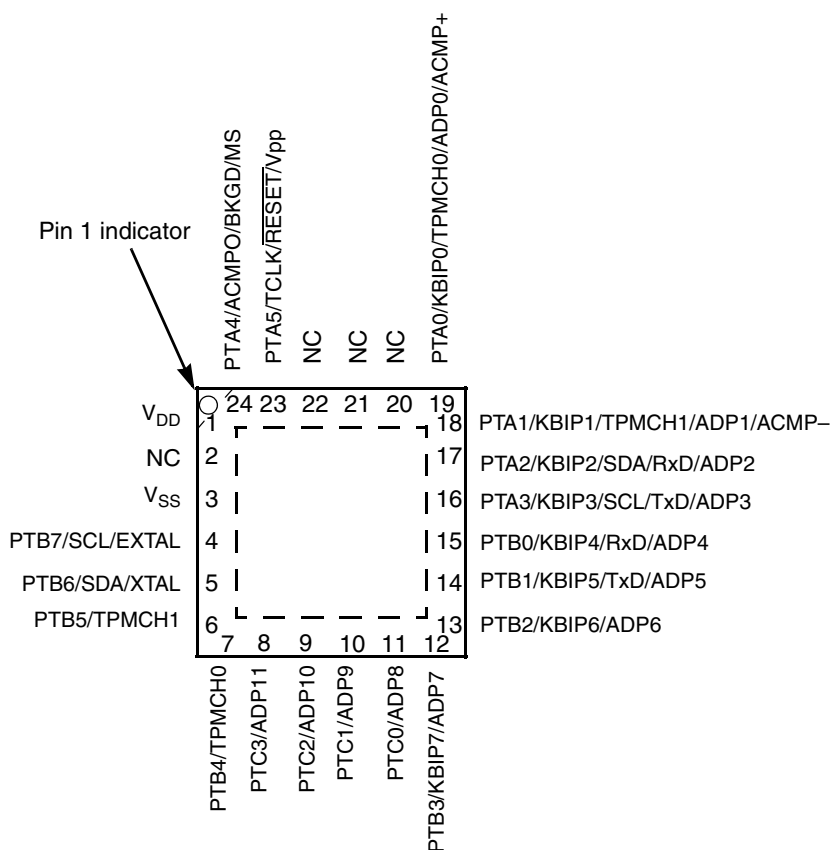 PTA4/ACMPO/BKGD/MS
PTA5/TCLK/RESET/Vpp
NC
NC
NC
PTA0/KBIP0/TPMCH0/ADP0/ACMP+
Pin 1 indicator
24 23 22 21 20 19
VDD 1
NC 2
VSS 3
PTB7/SCL/EXTAL 4
PTB6/SDA/XTAL 5
PTB5/TPMCH1 6
18 PTA1/KBIP1/TPMCH1/ADP1/ACMP–
17 PTA2/KBIP2/SDA/RxD/ADP2
16 PTA3/KBIP3/SCL/TxD/ADP3
15 PTB0/KBIP4/RxD/ADP4
14 PTB1/KBIP5/TxD/ADP5
13 PTB2/KBIP6/ADP6
7 8 9 10 11 12
PTB4/TPMCH0
PTC3/ADP11
PTC2/ADP10
PTC1/ADP9
PTC0/ADP8
PTB3/KBIP7/ADP7